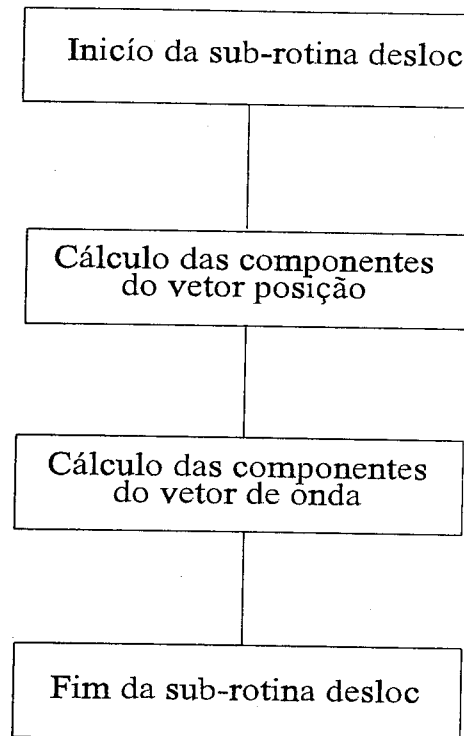 Inicío da sub-rotina desloc
Cálculo das componentes
do vetor posição
Cálculo das componentes
do vetor de onda
Fim da sub-rotina desloc